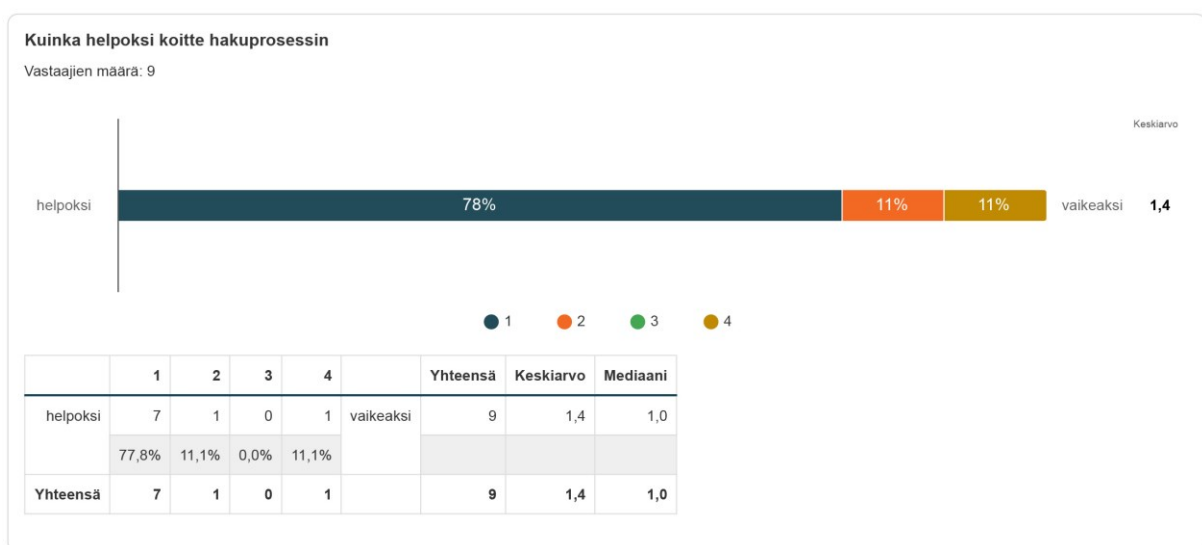 Kuinka helpoksi koitte hakuprosessin
Vastaajien määrä: 9
Keskiarvo
helpoksi 78% 11% 11% vaikeaksi 1,4
1 2 3 4
1 2 3 4 Yhteensä Keskiarvo Mediaani
helpoksi 7 1 0 1 vaikeaksi 9 1,4 1,0
77,8% 11,1% 0,0% 11,1%
Yhteensä 7 1 0 1 9 1,4 1,0